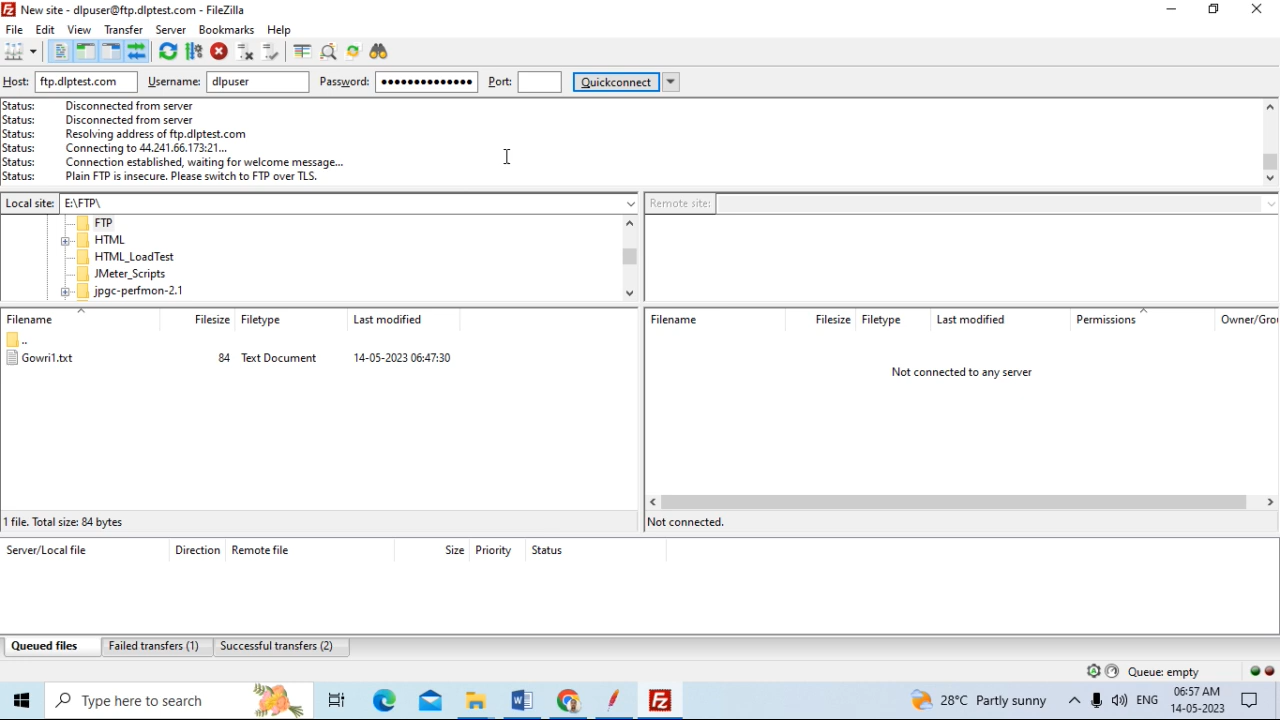 New site - dlpuser@ftp.dlptest.com - FileZilla
File Edit View Transfer Server Bookmarks Help
Host: ftp.dlptest.com Username: dlpuser Password: ●●●●●●●●●●●●●● Port: Quickconnect
Status: Disconnected from server
Status: Disconnected from server
Status: Resolving address of ftp.dlptest.com
Status: Connecting to 44.241.66.173:21...
Status: Connection established, waiting for welcome message...
Status: Plain FTP is insecure. Please switch to FTP over TLS.
Local site: E:\FTP\
FTP
HTML
HTML_LoadTest
JMeter_Scripts
jpgc-perfmon-2.1
Remote site:
Filename Filesize Filetype Last modified
..
Gowri1.txt 84 Text Document 14-05-2023 06:47:30
1 file. Total size: 84 bytes
Filename Filesize Filetype Last modified Permissions Owner/Grou
Not connected to any server
Not connected.
Server/Local file Direction Remote file Size Priority Status
Queued files Failed transfers (1) Successful transfers (2)
Queue: empty
Type here to search
28°C Partly sunny ENG 06:57 AM
14-05-2023